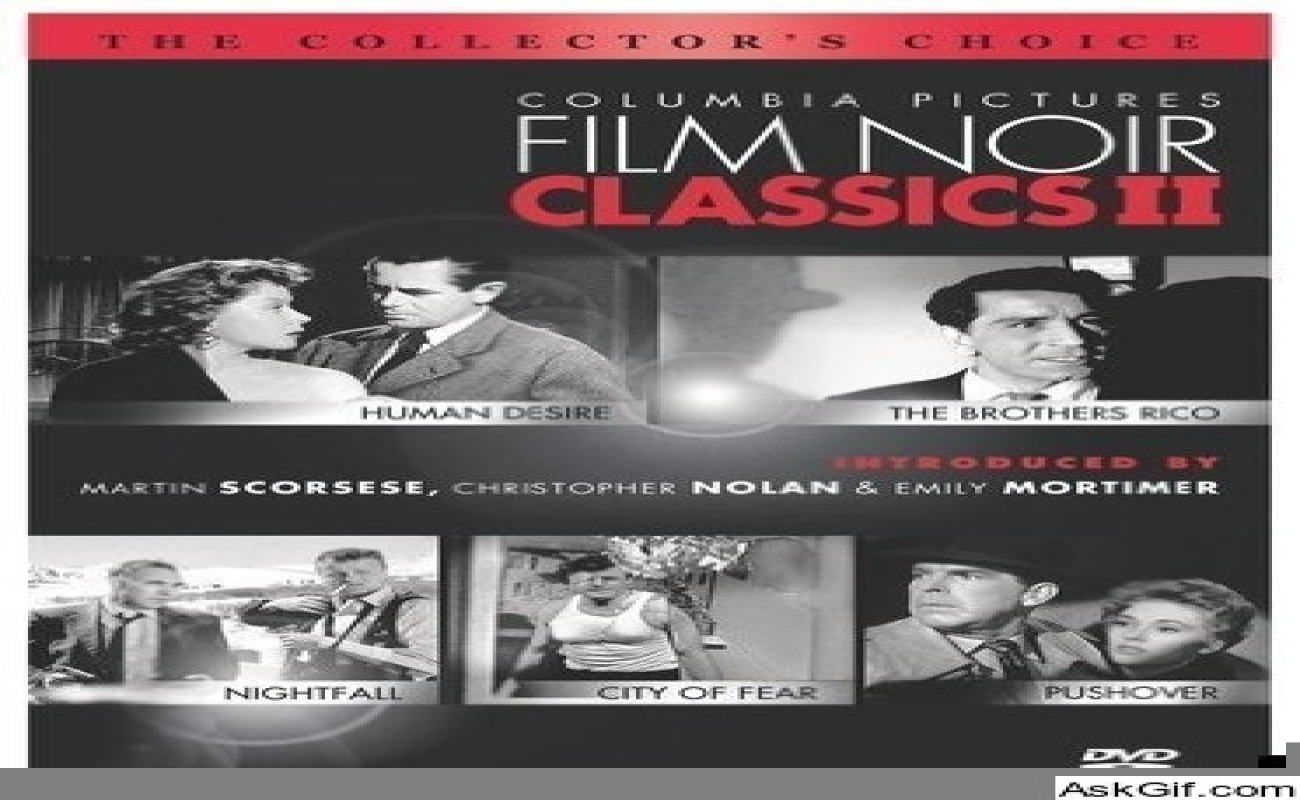 THE COLLECTOR'S CHOICE
COLUMBIA PICTURES
FILM NOIR
CLASSICS II
HUMAN DESIRE
THE BROTHERS RICO
INTRODUCED BY
MARTIN SCORSESE, CHRISTOPHER NOLAN & EMILY MORTIMER
NIGHTFALL
CITY OF FEAR
PUSHOVER
DVD
AskGif.com